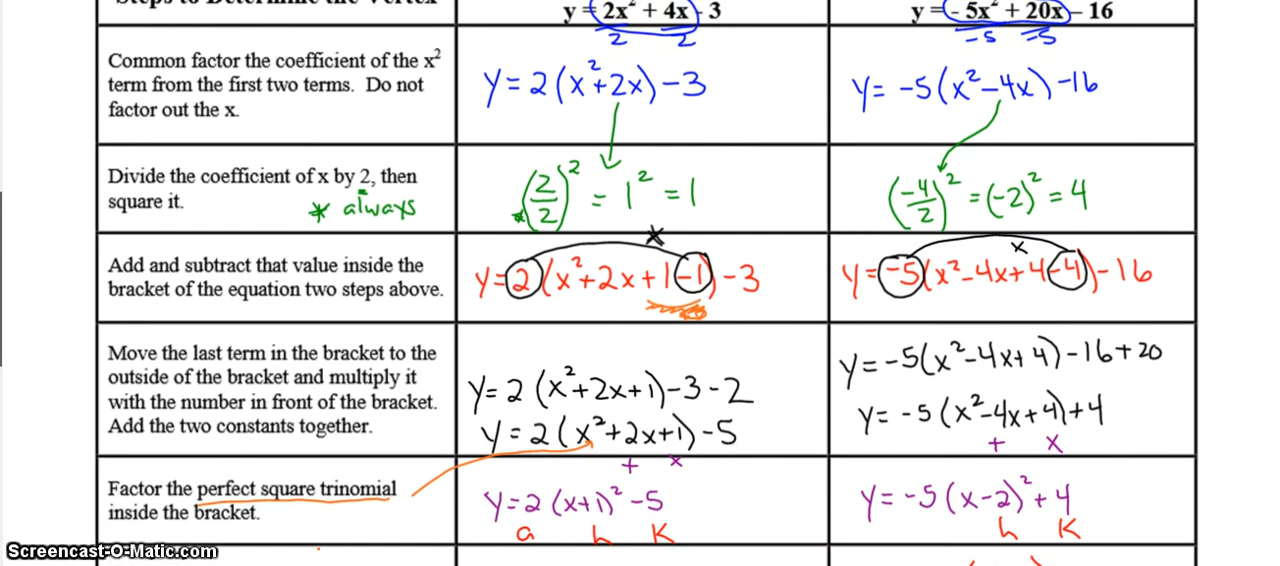 Steps to Determine the Vertex
y = 2x² + 4x - 3
2 2
y = - 5x² + 20x - 16
-5 -5
Common factor the coefficient of the x²
term from the first two terms. Do not
factor out the x.
y = 2(x²+2x) -3
y = -5(x²-4x) -16
Divide the coefficient of x by 2, then
square it.
* always
(2/2)² = 1² = 1
(-4/2)² = (-2)² = 4
Add and subtract that value inside the
bracket of the equation two steps above.
x
y=2(x²+2x+1-1)-3
x
y=-5(x²-4x+4-4)-16
Move the last term in the bracket to the
outside of the bracket and multiply it
with the number in front of the bracket.
Add the two constants together.
y=2(x²+2x+1)-3-2
y=2(x²+2x+1)-5
+ x
y=-5(x²-4x+4)-16+20
y=-5(x²-4x+4)+4
+ x
Factor the perfect square trinomial
inside the bracket.
y=2(x+1)²-5
a h K
y=-5(x-2)²+4
h K
Screencast-O-Matic.com